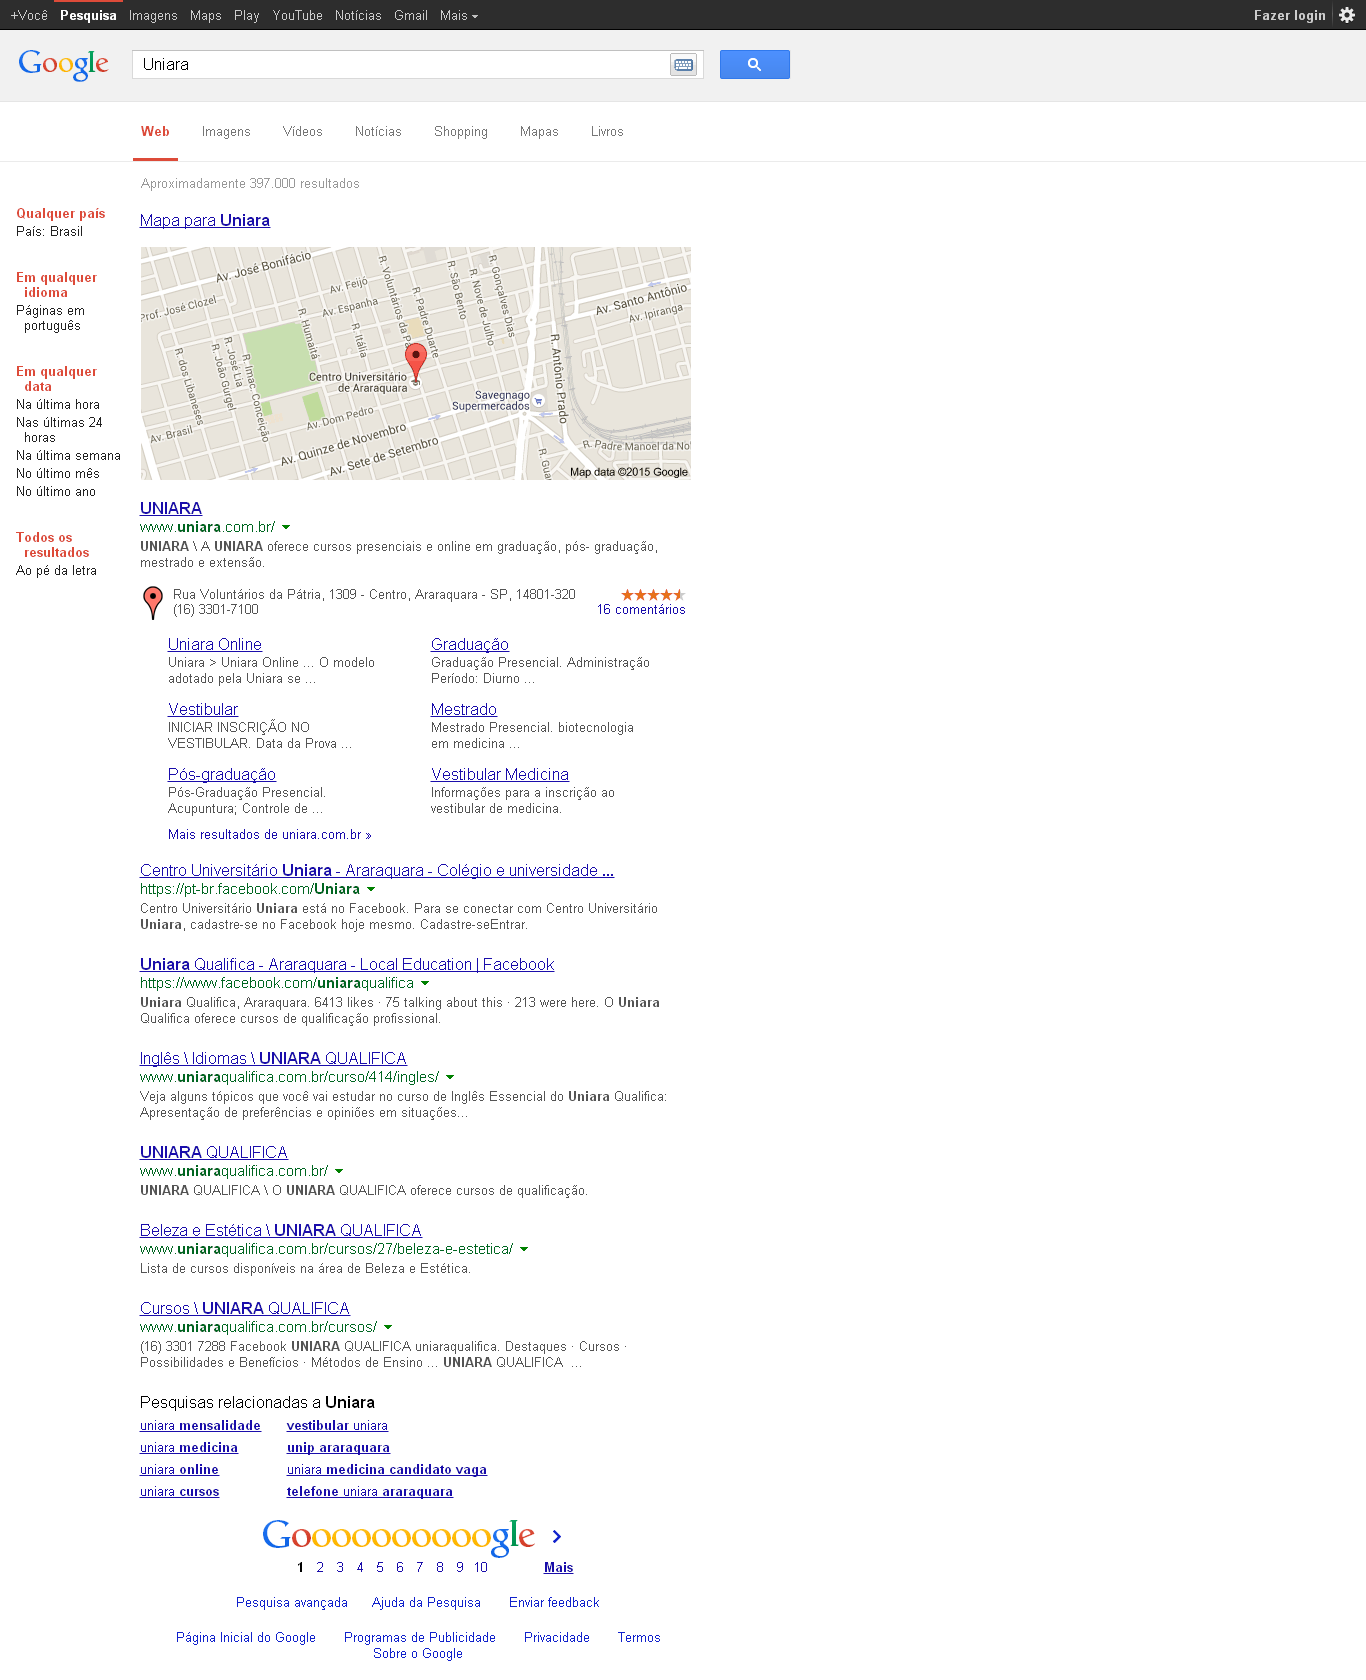 +Você Pesquisa Imagens Maps Play YouTube Notícias Gmail Mais Fazer login
Google Uniara
Web Imagens Vídeos Notícias Shopping Mapas Livros
Aproximadamente 397.000 resultados
Qualquer país
País: Brasil
Em qualquer
idioma
Páginas em
português
Em qualquer
data
Na última hora
Nas últimas 24
horas
Na última semana
No último mês
No último ano
Todos os
resultados
Ao pé da letra
Mapa para Uniara
Av. José Bonifácio
Av. Feijó
Av. Espanha
Prof. José Clozel
R. Voluntários da Pá
R. Padre Duarte
R. São Bento
R. Nove de Julho
R. Gonçalves Dias
Av. Santo Antônio
Av. Ipiranga
R. dos Libaneses
R. José Lia
R. João Gurgel
R. Imac. Conceição
R. Humaitá
R. Itália
R. Antônio Prado
Centro Universitário
de Araraquara
Savegnago
Supermercados
Av. Brasil
Av. Dom Pedro
Av. Quinze de Novembro
Av. Sete de Setembro
R. Guai
R. Padre Manoel da No
Map data ©2015 Google
UNIARA
www.uniara.com.br/
UNIARA \ A UNIARA oferece cursos presenciais e online em graduação, pós- graduação,
mestrado e extensão.
Rua Voluntários da Pátria, 1309 - Centro, Araraquara - SP, 14801-320
(16) 3301-7100 16 comentários
Uniara Online
Uniara > Uniara Online ... O modelo
adotado pela Uniara se ...
Graduação
Graduação Presencial. Administração
Período: Diurno ...
Vestibular
INICIAR INSCRIÇÃO NO
VESTIBULAR. Data da Prova ...
Mestrado
Mestrado Presencial. biotecnologia
em medicina ...
Pós-graduação
Pós-Graduação Presencial.
Acupuntura; Controle de ...
Vestibular Medicina
Informações para a inscrição ao
vestibular de medicina.
Mais resultados de uniara.com.br »
Centro Universitário Uniara - Araraquara - Colégio e universidade ...
https://pt-br.facebook.com/Uniara
Centro Universitário Uniara está no Facebook. Para se conectar com Centro Universitário
Uniara, cadastre-se no Facebook hoje mesmo. Cadastre-seEntrar.
Uniara Qualifica - Araraquara - Local Education | Facebook
https://www.facebook.com/uniaraqualifica
Uniara Qualifica, Araraquara. 6413 likes · 75 talking about this · 213 were here. O Uniara
Qualifica oferece cursos de qualificação profissional.
Inglês \ Idiomas \ UNIARA QUALIFICA
www.uniaraqualifica.com.br/curso/414/ingles/
Veja alguns tópicos que você vai estudar no curso de Inglês Essencial do Uniara Qualifica:
Apresentação de preferências e opiniões em situações...
UNIARA QUALIFICA
www.uniaraqualifica.com.br/
UNIARA QUALIFICA \ O UNIARA QUALIFICA oferece cursos de qualificação.
Beleza e Estética \ UNIARA QUALIFICA
www.uniaraqualifica.com.br/cursos/27/beleza-e-estetica/
Lista de cursos disponíveis na área de Beleza e Estética.
Cursos \ UNIARA QUALIFICA
www.uniaraqualifica.com.br/cursos/
(16) 3301 7288 Facebook UNIARA QUALIFICA uniaraqualifica. Destaques · Cursos ·
Possibilidades e Benefícios · Métodos de Ensino ... UNIARA QUALIFICA ...
Pesquisas relacionadas a Uniara
uniara mensalidade vestibular uniara
uniara medicina unip araraquara
uniara online uniara medicina candidato vaga
uniara cursos telefone uniara araraquara
Goooooooooogle
1 2 3 4 5 6 7 8 9 10 Mais
Pesquisa avançada Ajuda da Pesquisa Enviar feedback
Página Inicial do Google Programas de Publicidade Privacidade Termos
Sobre o Google